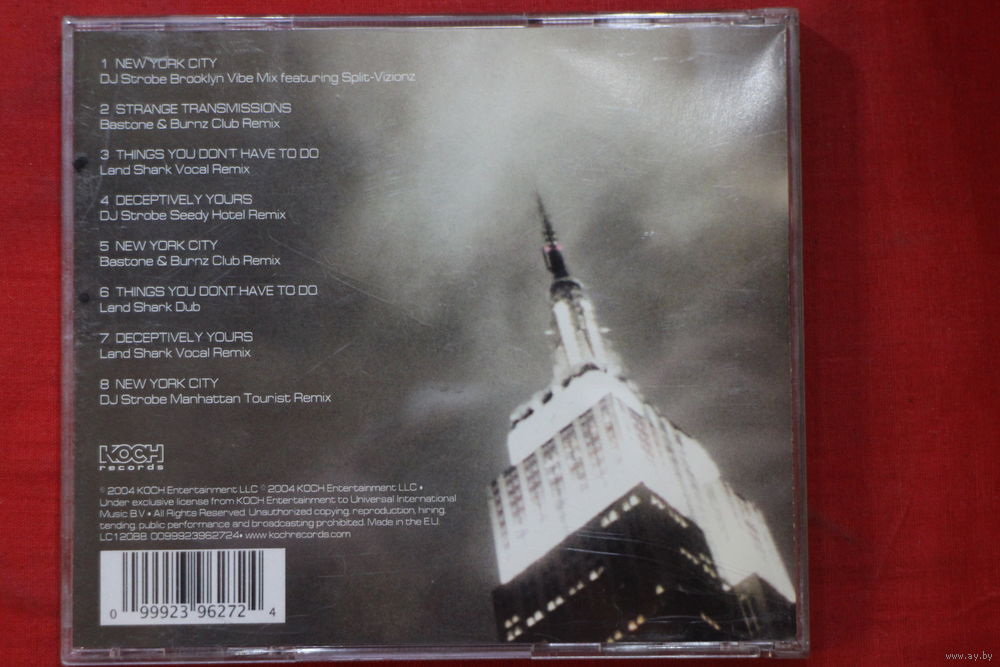 1 NEW YORK CITY
DJ Strobe Brooklyn Vibe Mix featuring Split-Vizionz
2 STRANGE TRANSMISSIONS
Bastone & Burnz Club Remix
3 THINGS YOU DON'T HAVE TO DO
Land Shark Vocal Remix
4 DECEPTIVELY YOURS
DJ Strobe Seedy Hotel Remix
5 NEW YORK CITY
Bastone & Burnz Club Remix
6 THINGS YOU DON'T HAVE TO DO
Land Shark Dub
7 DECEPTIVELY YOURS
Land Shark Vocal Remix
8 NEW YORK CITY
DJ Strobe Manhattan Tourist Remix
KOCH
records
℗ 2004 KOCH Entertainment LLC © 2004 KOCH Entertainment LLC •
Under exclusive license from KOCH Entertainment to Universal International
Music B.V • All Rights Reserved. Unauthorized copying, reproduction, hiring,
tending, public performance and broadcasting prohibited. Made in the E.U.
LC12088 0099923962724 • www.kochrecords.com
0 99923 96272 4
www.ay.by